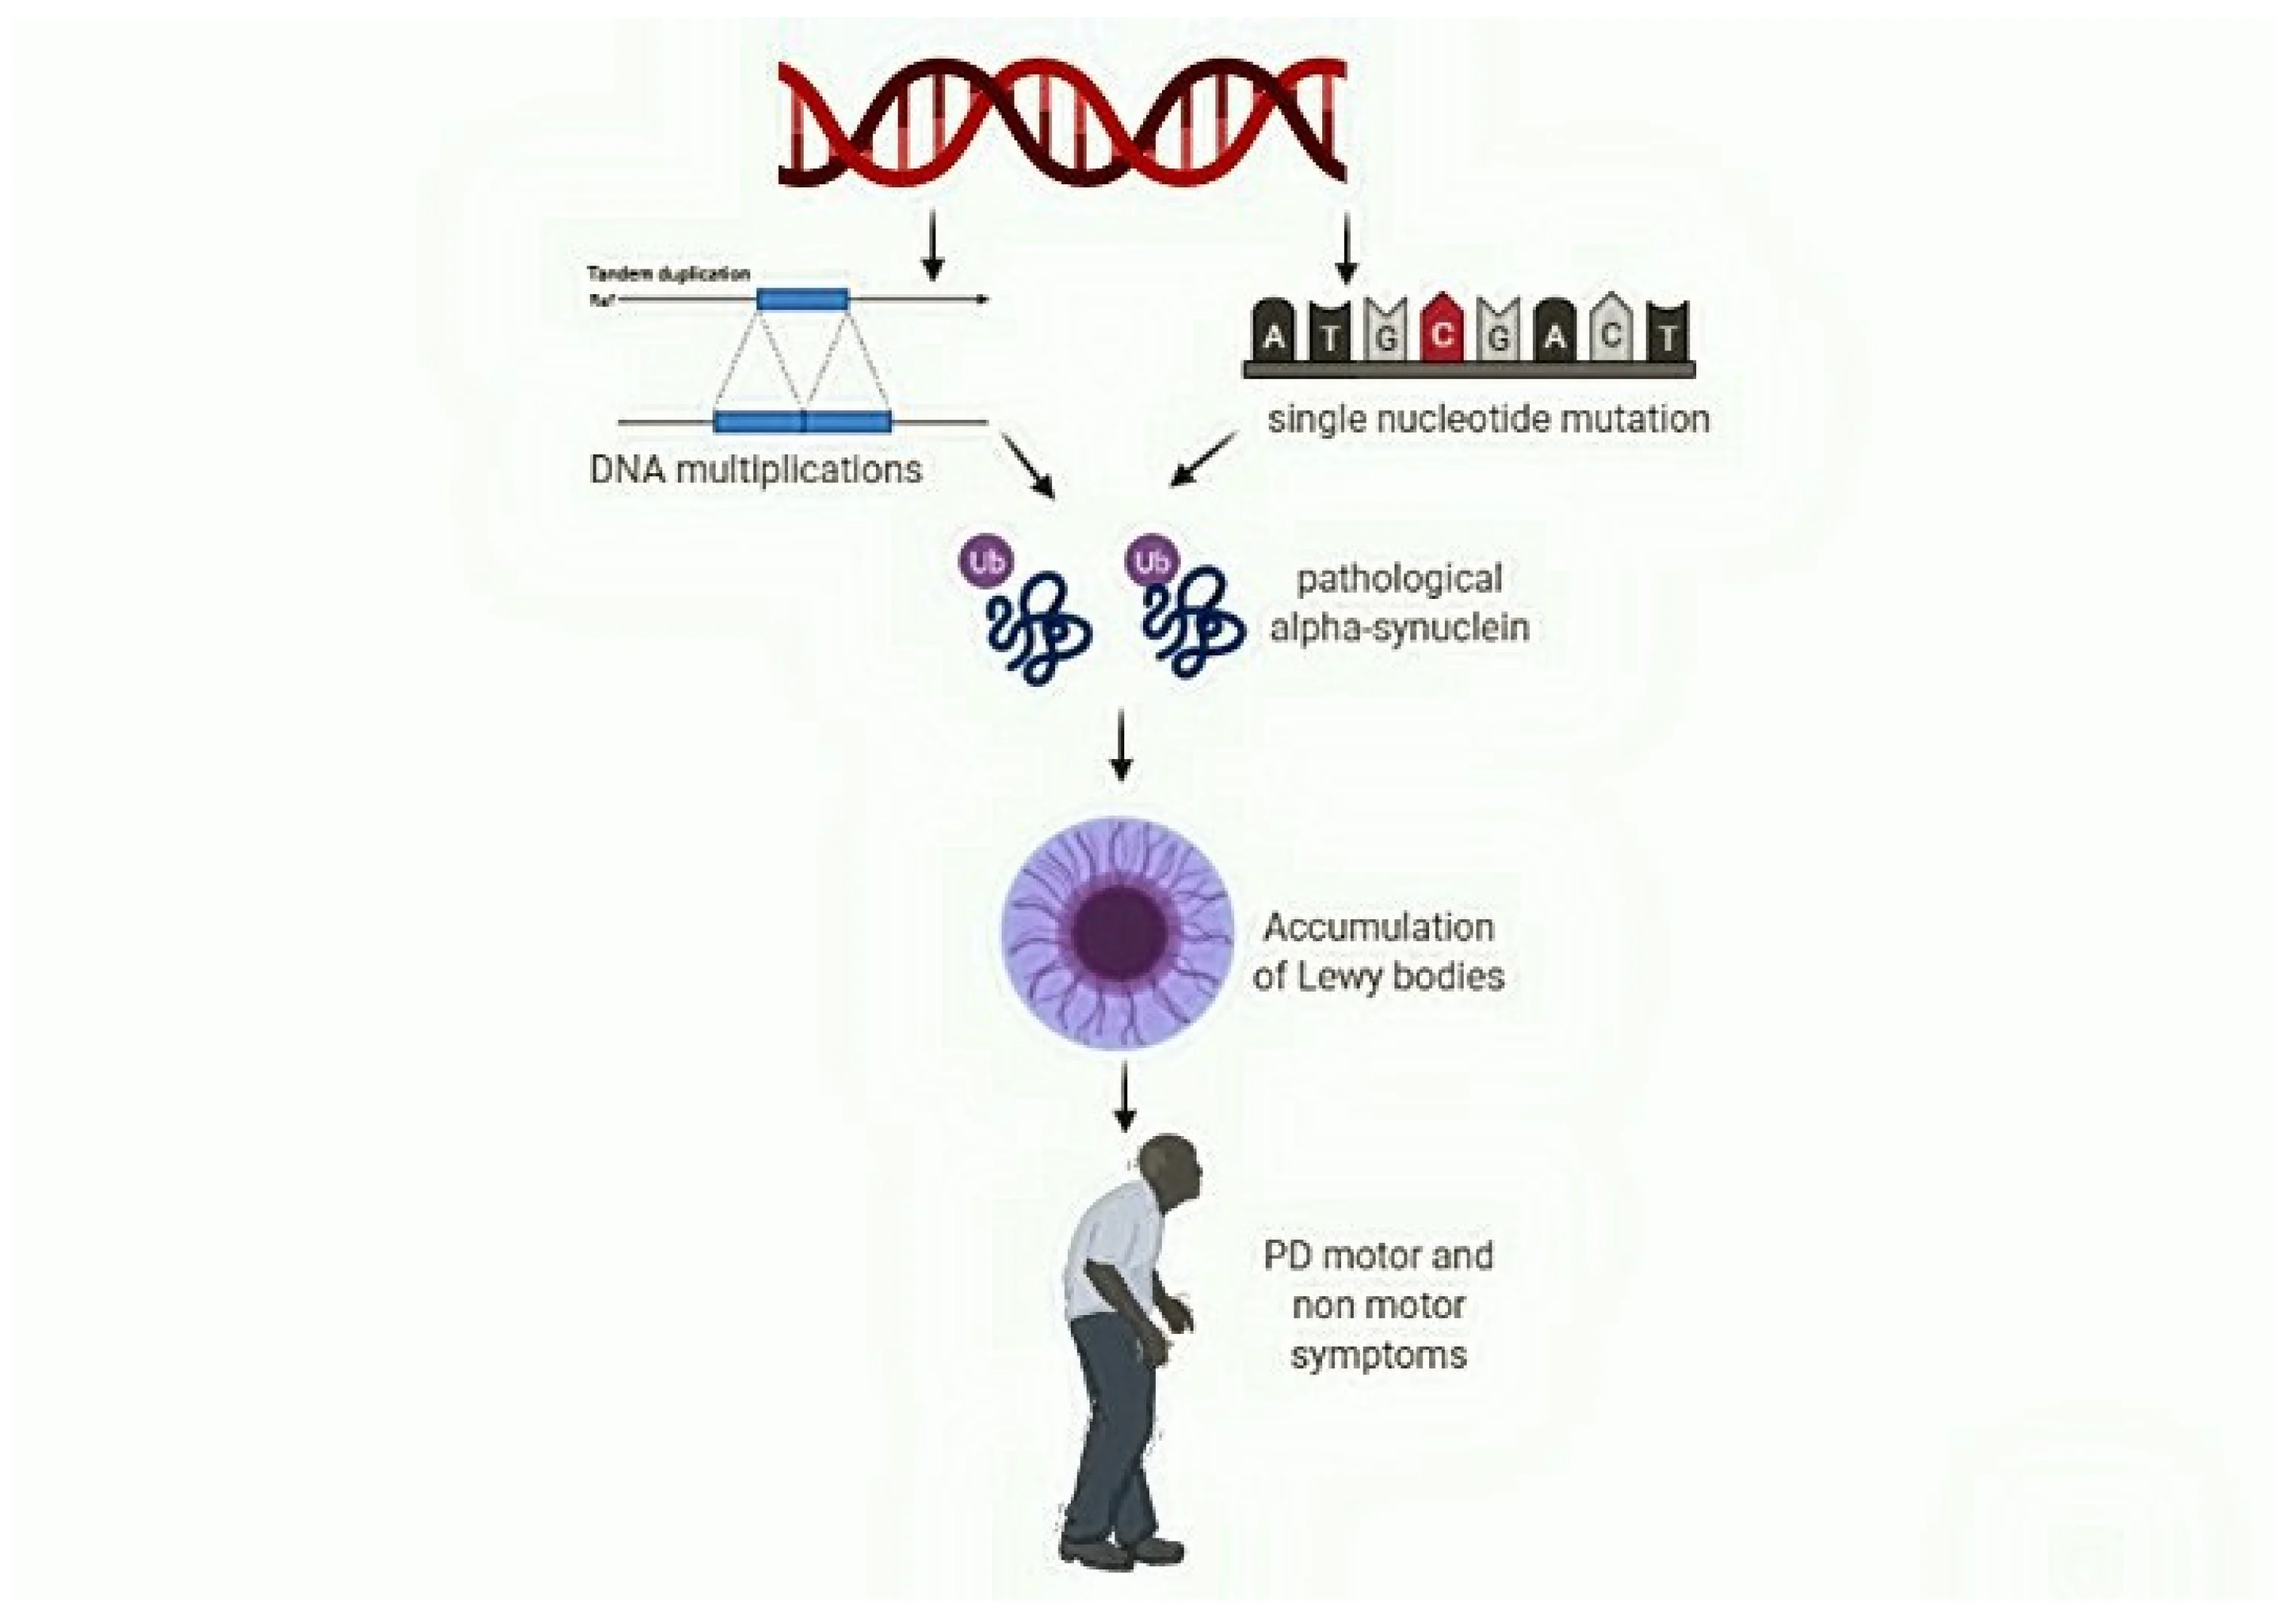 Tandem duplication
Ref
A T G C G A C T
single nucleotide mutation
DNA multiplications
Ub Ub
pathological
alpha-synuclein
Accumulation
of Lewy bodies
PD motor and
non motor
symptoms